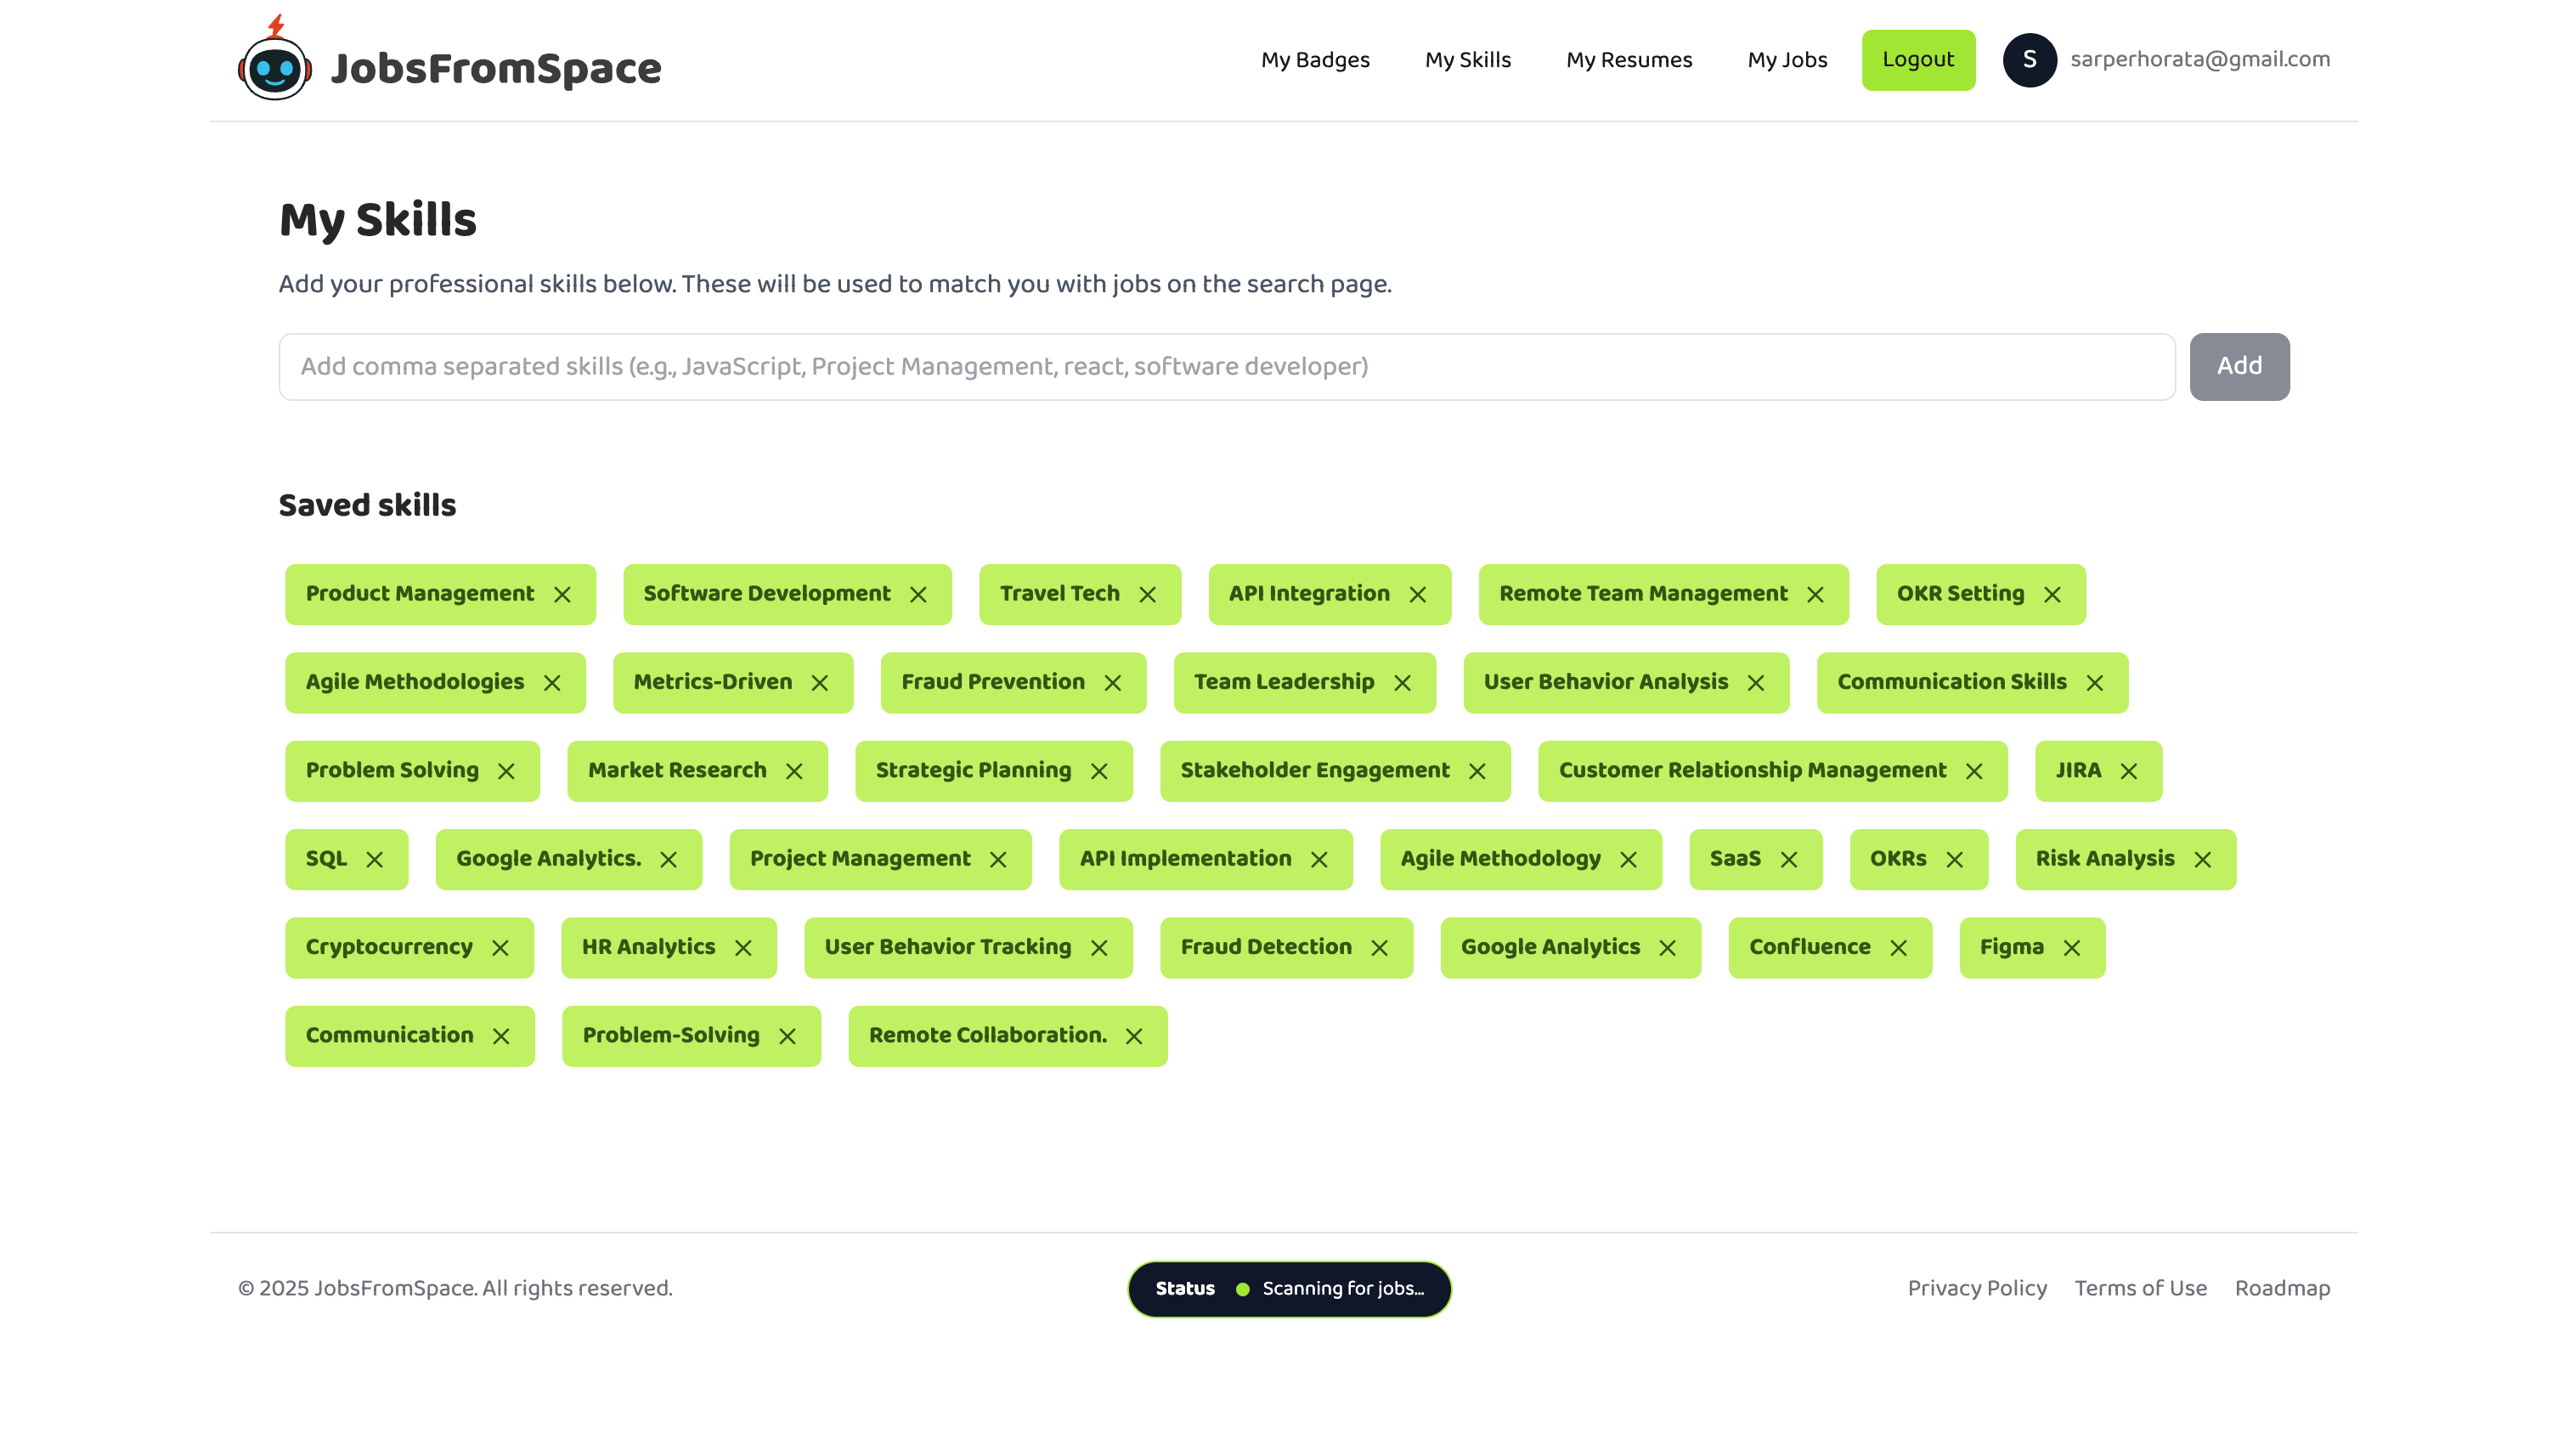 JobsFromSpace
My Badges My Skills My Resumes My Jobs Logout S sarperhorata@gmail.com
My Skills
Add your professional skills below. These will be used to match you with jobs on the search page.
Add comma separated skills (e.g., JavaScript, Project Management, react, software developer) Add
Saved skills
Product Management Software Development Travel Tech API Integration Remote Team Management OKR Setting
Agile Methodologies Metrics-Driven Fraud Prevention Team Leadership User Behavior Analysis Communication Skills
Problem Solving Market Research Strategic Planning Stakeholder Engagement Customer Relationship Management JIRA
SQL Google Analytics. Project Management API Implementation Agile Methodology SaaS OKRs Risk Analysis
Cryptocurrency HR Analytics User Behavior Tracking Fraud Detection Google Analytics Confluence Figma
Communication Problem-Solving Remote Collaboration.
© 2025 JobsFromSpace. All rights reserved. Status Scanning for jobs... Privacy Policy Terms of Use Roadmap